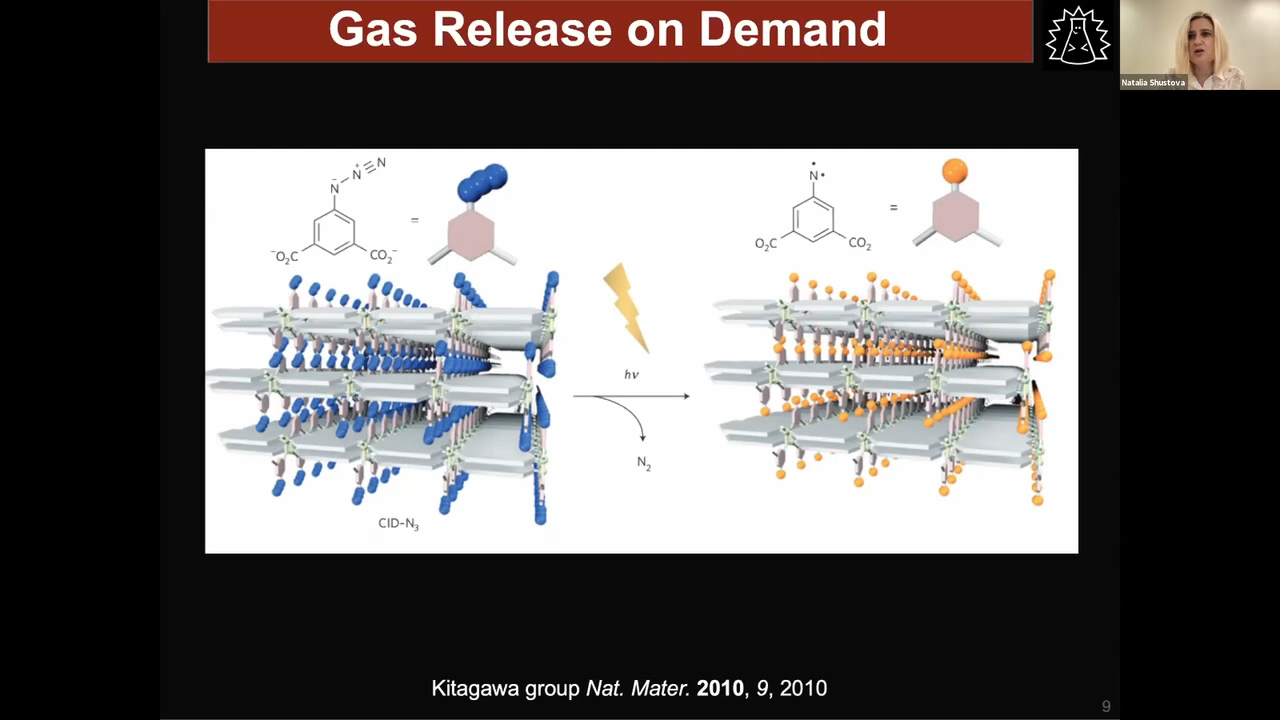 Gas Release on Demand
Natalia Shustova
N⁻–N⁺≡N
⁻O₂C
CO₂⁻
=
N
O₂C
CO₂
=
hν
N₂
CID–N₃
Kitagawa group Nat. Mater. 2010, 9, 2010
9